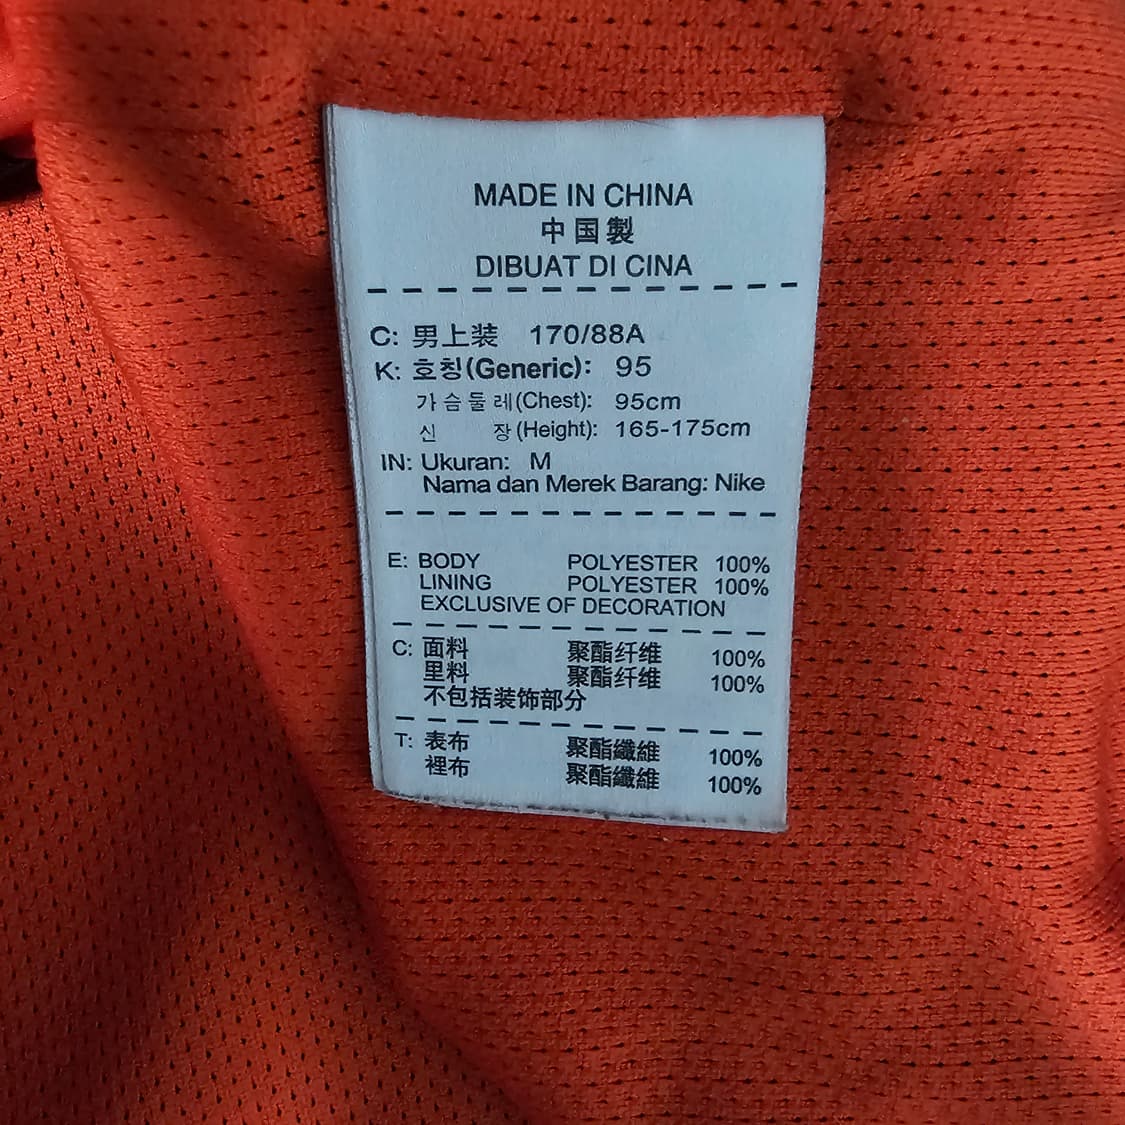 MADE IN CHINA
中国製
DIBUAT DI CINA
C: 男上装 170/88A
K: 호칭(Generic): 95
가슴둘레(Chest): 95cm
신 장(Height): 165-175cm
IN: Ukuran: M
Nama dan Merek Barang: Nike
E: BODY POLYESTER 100%
LINING POLYESTER 100%
EXCLUSIVE OF DECORATION
C: 面料 聚酯纤维 100%
里料 聚酯纤维 100%
不包括装饰部分
T: 表布 聚酯纖維 100%
裡布 聚酯纖維 100%